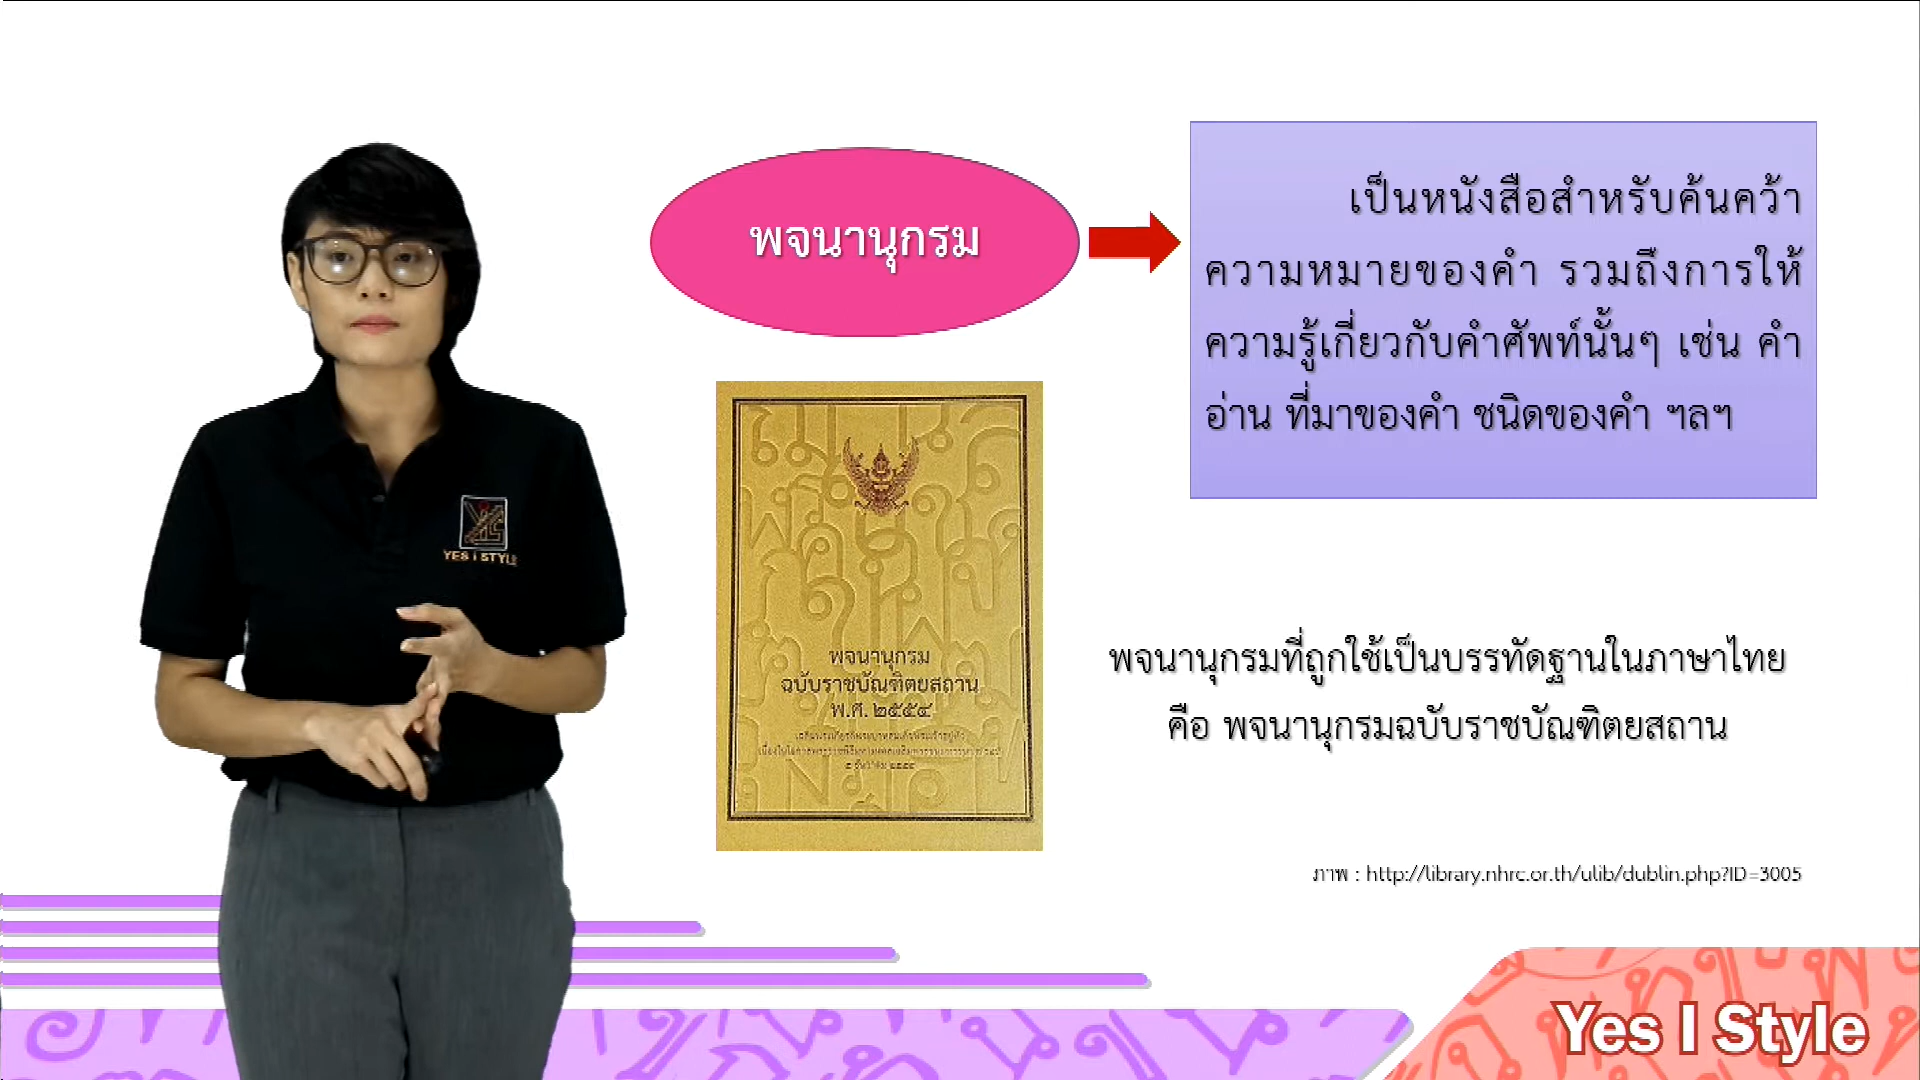 พจนานุกรม
เป็นหนังสือสำหรับค้นคว้า
ความหมายของคำ รวมถึงการให้
ความรู้เกี่ยวกับคำศัพท์นั้นๆ เช่น คำ
อ่าน ที่มาของคำ ชนิดของคำ ฯลฯ
YES I STYLE
พจนานุกรม
ฉบับราชบัณฑิตยสถาน
พ.ศ. ๒๕๕๔
พจนานุกรมที่ถูกใช้เป็นบรรทัดฐานในภาษาไทย
คือ พจนานุกรมฉบับราชบัณฑิตยสถาน
ภาพ : http://library.nhrc.or.th/ulib/dublin.php?ID=3005
Yes I Style